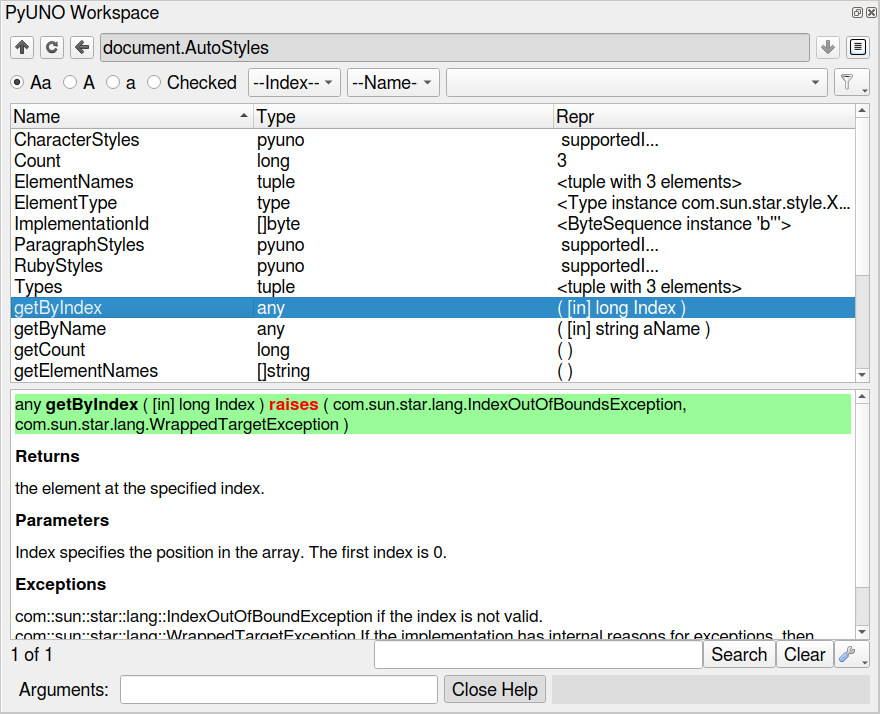 PyUNO Workspace
document.AutoStyles
Aa A a Checked --Index-- --Name-
Name Type Repr
CharacterStyles pyuno supportedI...
Count long 3
ElementNames tuple <tuple with 3 elements>
ElementType type <Type instance com.sun.star.style.X...
ImplementationId []byte <ByteSequence instance 'b'''>
ParagraphStyles pyuno supportedI...
RubyStyles pyuno supportedI...
Types tuple <tuple with 3 elements>
getByIndex any ( [in] long Index )
getByName any ( [in] string aName )
getCount long ( )
getElementNames []string ( )
any getByIndex ( [in] long Index ) raises ( com.sun.star.lang.IndexOutOfBoundsException,
com.sun.star.lang.WrappedTargetException )
Returns
the element at the specified index.
Parameters
Index specifies the position in the array. The first index is 0.
Exceptions
com::sun::star::lang::IndexOutOfBoundException if the index is not valid.
com::sun::star::lang::WrappedTargetException If the implementation has internal reasons for exceptions, then
1 of 1 Search Clear
Arguments: Close Help